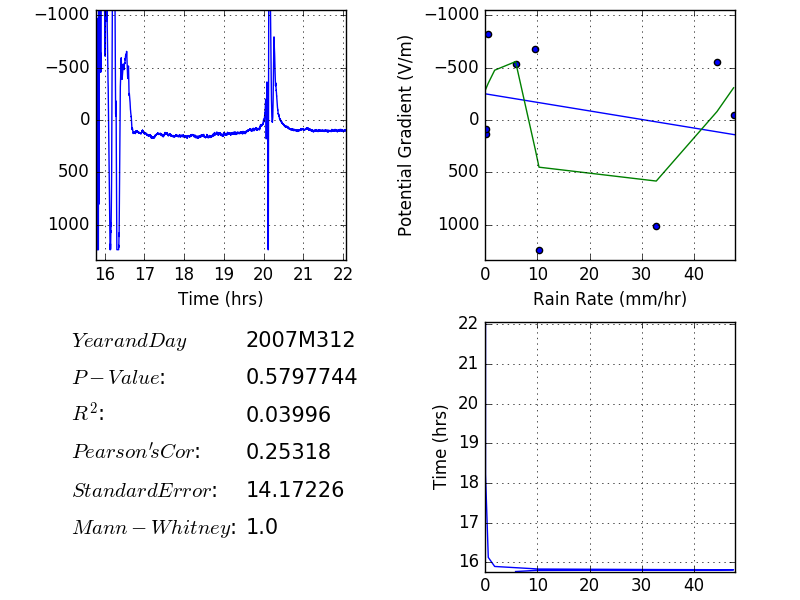 −1000
−500
0
500
1000
16 17 18 19 20 21 22
Time (hrs)
−1000
−500
0
500
1000
Potential Gradient (V/m)
0 10 20 30 40
Rain Rate (mm/hr)
YearandDay 2007M312
P−Value: 0.5797744
R²: 0.03996
Pearson'sCor: 0.25318
StandardError: 14.17226
Mann−Whitney: 1.0
22
21
20
19
18
17
16
Time (hrs)
0 10 20 30 40